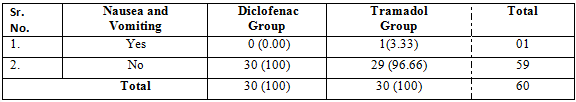 Sr. No. Nausea and Vomiting Diclofenac Group Tramadol Group Total
1. Yes 0 (0.00) 1(3.33) 01
2. No 30 (100) 29 (96.66) 59
Total 30 (100) 30 (100) 60